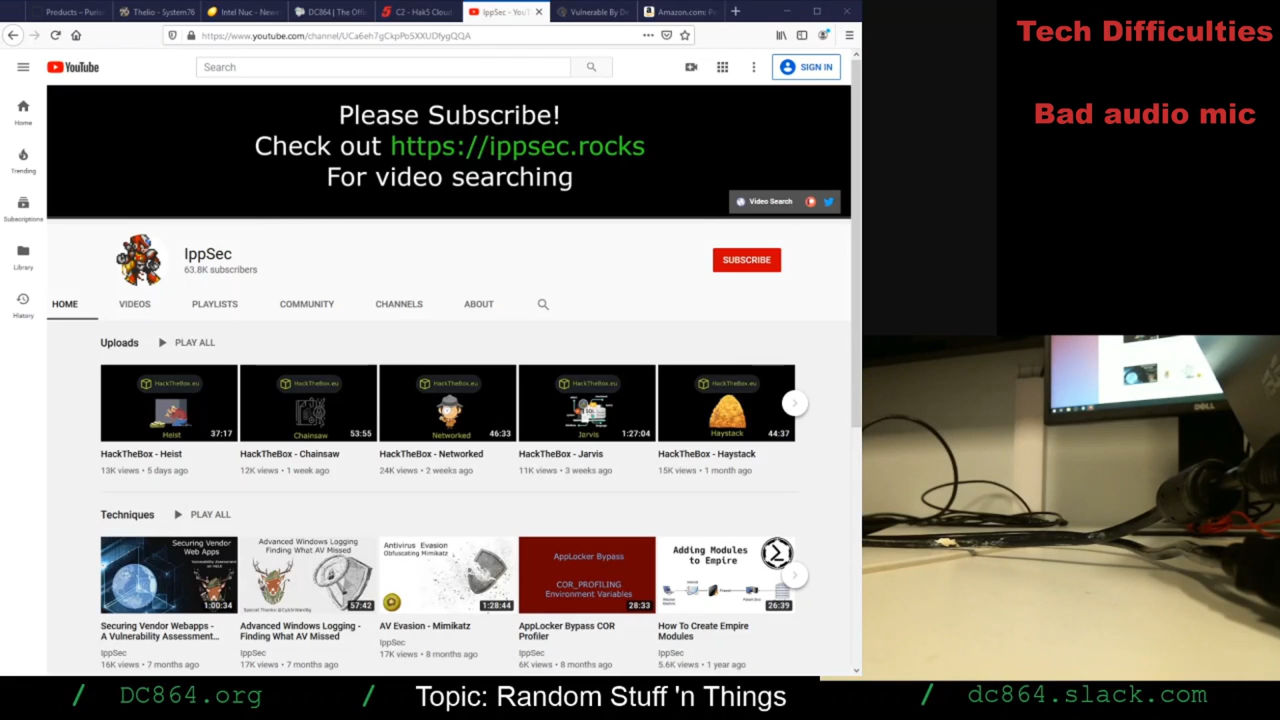 Products – Puris
Thelio - System76
Intel Nuc - Newe
DC864 | The Offi
C2 - Hak5 Cloud
IppSec - YouT
Vulnerable By De
Amazon.com: Pi
https://www.youtube.com/channel/UCa6eh7gCkpPo5XXUDfygQQA
YouTube
Search
SIGN IN
Home
Trending
Subscriptions
Library
History
Please Subscribe!
Check out https://ippsec.rocks
For video searching
Video Search
IppSec
63.8K subscribers
SUBSCRIBE
HOME
VIDEOS
PLAYLISTS
COMMUNITY
CHANNELS
ABOUT
Uploads
PLAY ALL
HackTheBox.eu
Heist
37:17
HackTheBox.eu
Chainsaw
53:55
HackTheBox.eu
Networked
46:33
HackTheBox.eu
Jarvis
1:27:04
HackTheBox.eu
Haystack
44:37
HackTheBox - Heist
13K views • 5 days ago
HackTheBox - Chainsaw
12K views • 1 week ago
HackTheBox - Networked
24K views • 2 weeks ago
HackTheBox - Jarvis
11K views • 3 weeks ago
HackTheBox - Haystack
15K views • 1 month ago
Techniques
PLAY ALL
Securing Vendor
Web Apps
1:00:34
Advanced Windows Logging
Finding What AV Missed
57:42
Antivirus Evasion
Obfuscating Mimikatz
1:28:44
AppLocker Bypass
COR_PROFILING
Environment Variables
28:33
Adding Modules
to Empire
26:39
Securing Vendor Webapps -
A Vulnerability Assessment...
IppSec
16K views • 7 months ago
Advanced Windows Logging -
Finding What AV Missed
IppSec
17K views • 7 months ago
AV Evasion - Mimikatz
IppSec
17K views • 8 months ago
AppLocker Bypass COR
Profiler
IppSec
6K views • 8 months ago
How To Create Empire
Modules
IppSec
5.6K views • 1 year ago
Tech Difficulties
Bad audio mic
DELL
/ DC864.org / Topic: Random Stuff 'n Things / dc864.slack.com